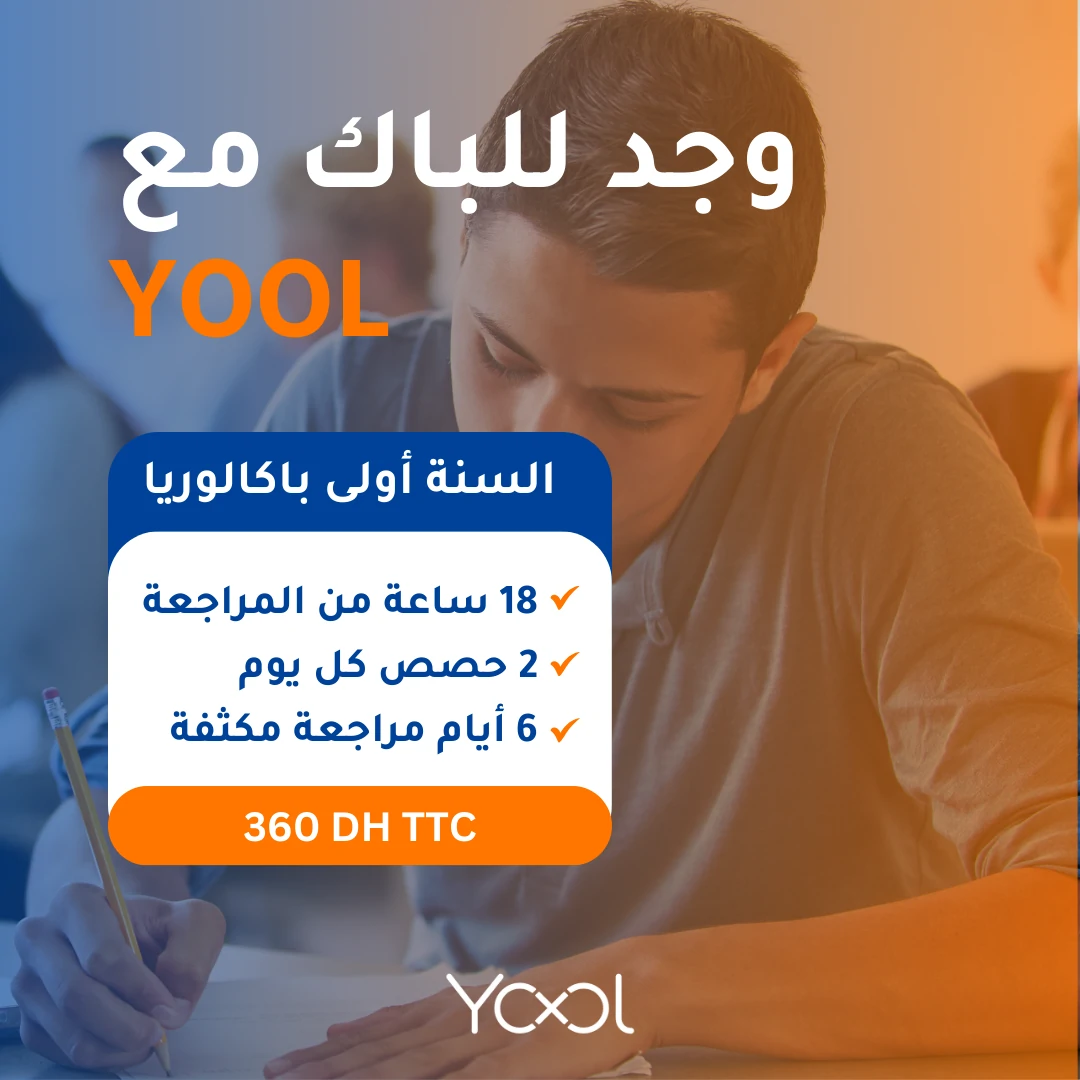 وجد للباك مع
YOOL
السنة أولى باكالوريا
18 ساعة من المراجعة
2 حصص كل يوم
6 أيام مراجعة مكثفة
360 DH TTC
Yool